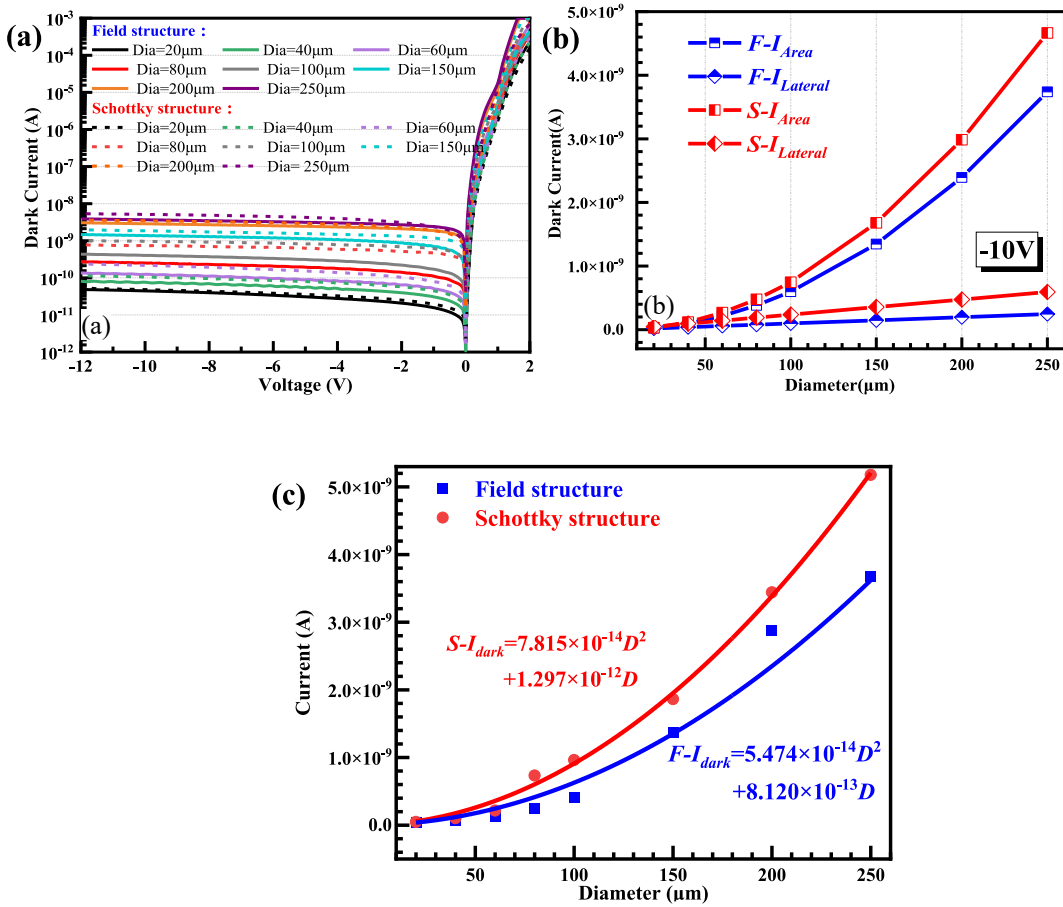 (a)
Field structure：
Dia=20μm Dia=40μm Dia=60μm
Dia=80μm Dia=100μm Dia=150μm
Dia=200μm Dia=250μm
Schottky structure：
Dia=20μm Dia=40μm Dia=60μm
Dia=80μm Dia=100μm Dia=150μm
Dia=200μm Dia= 250μm
10⁻³
10⁻⁴
10⁻⁵
10⁻⁶
10⁻⁷
10⁻⁸
10⁻⁹
10⁻¹⁰
10⁻¹¹
10⁻¹²
Dark Current (A)
(a)
-12 -10 -8 -6 -4 -2 0 2
Voltage (V)
(b)
F-I_Area
F-I_Lateral
S-I_Area
S-I_Lateral
5.0×10⁻⁹
4.0×10⁻⁹
3.0×10⁻⁹
2.0×10⁻⁹
1.0×10⁻⁹
0.0
Dark Current(A)
-10V
(b)
50 100 150 200 250
Diameter(μm)
(c)
Field structure
Schottky structure
5.0×10⁻⁹
4.0×10⁻⁹
3.0×10⁻⁹
2.0×10⁻⁹
1.0×10⁻⁹
0.0
Current (A)
S-I_dark=7.815×10⁻¹⁴D²
+1.297×10⁻¹²D
F-I_dark=5.474×10⁻¹⁴D²
+8.120×10⁻¹³D
50 100 150 200 250
Diameter (μm)